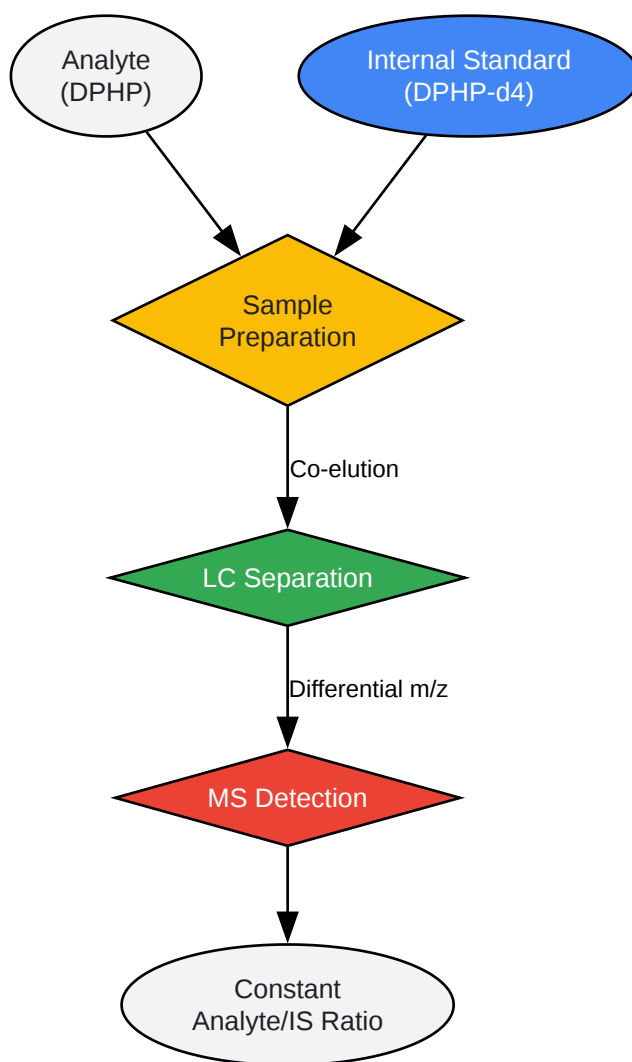 Analyte
(DPHP)
Internal Standard
(DPHP-d4)
Sample
Preparation
Co-elution
LC Separation
Differential m/z
MS Detection
Constant
Analyte/IS Ratio